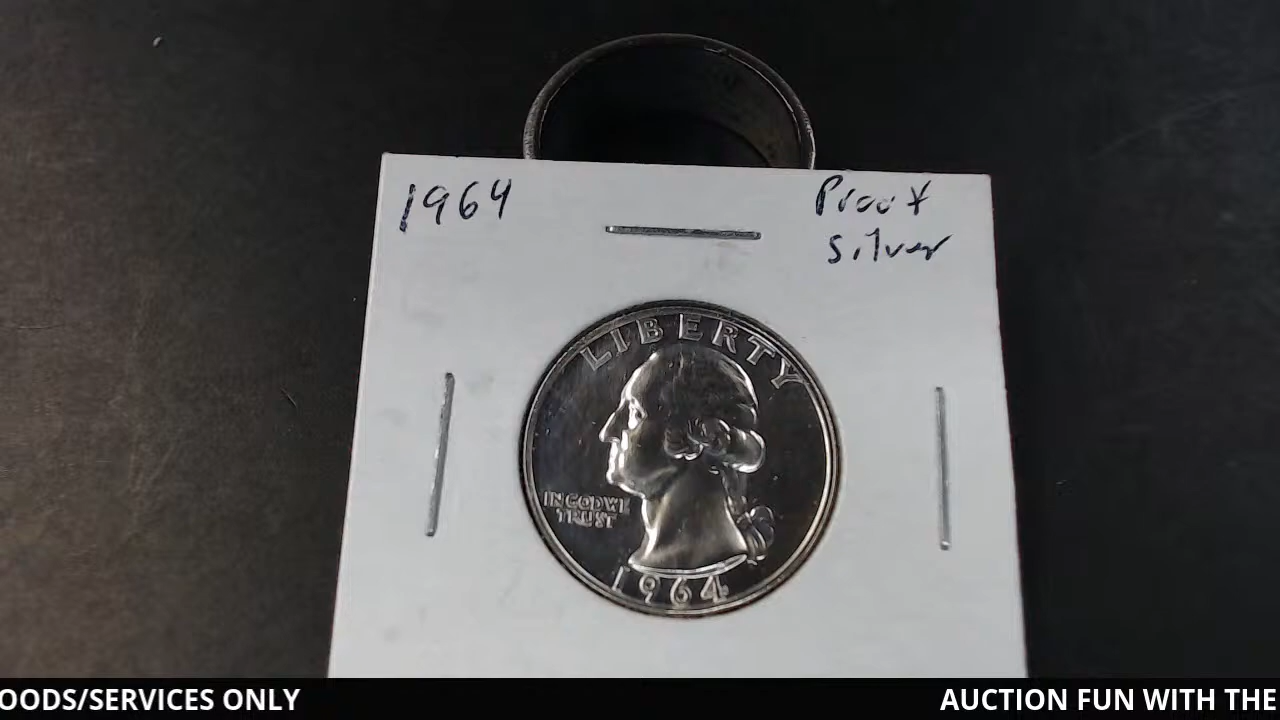 1964
Proof
Silver
LIBERTY
IN GOD WE
TRUST
1964
OODS/SERVICES ONLY
AUCTION FUN WITH THE